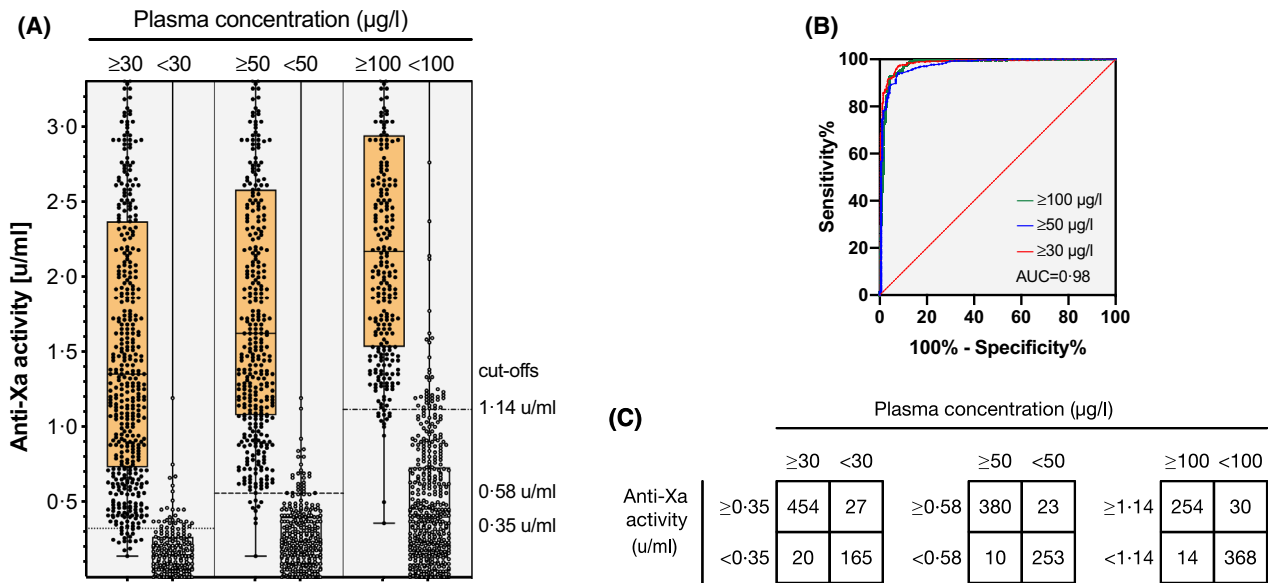 (A)
Plasma concentration (µg/l)
≥30 <30 ≥50 <50 ≥100 <100
Anti-Xa activity [u/ml]
3·0
2·5
2·0
1·5
1·0
0·5
cut-offs
1·14 u/ml
0·58 u/ml
0·35 u/ml
(B)
Sensitivity%
100
80
60
40
20
0
≥100 µg/l
≥50 µg/l
≥30 µg/l
AUC=0·98
0 20 40 60 80 100
100% - Specificity%
(C)
Plasma concentration (µg/l)
≥30 <30 ≥50 <50 ≥100 <100
Anti-Xa
activity
(u/ml)
≥0·35 454 27 ≥0·58 380 23 ≥1·14 254 30
<0·35 20 165 <0·58 10 253 <1·14 14 368